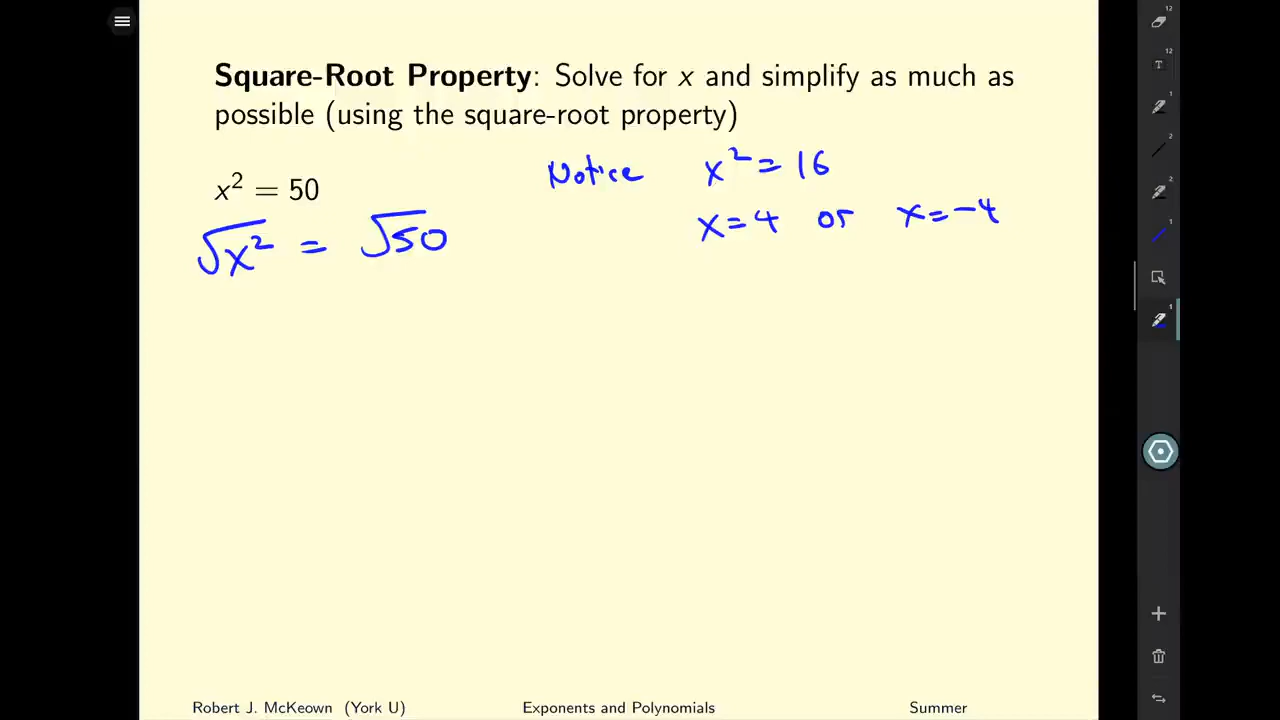 Square-Root Property: Solve for x and simplify as much as
possible (using the square-root property)
x² = 50
√x² = √50
Notice x² = 16
x = 4 or x = -4
Robert J. McKeown (York U) Exponents and Polynomials Summer